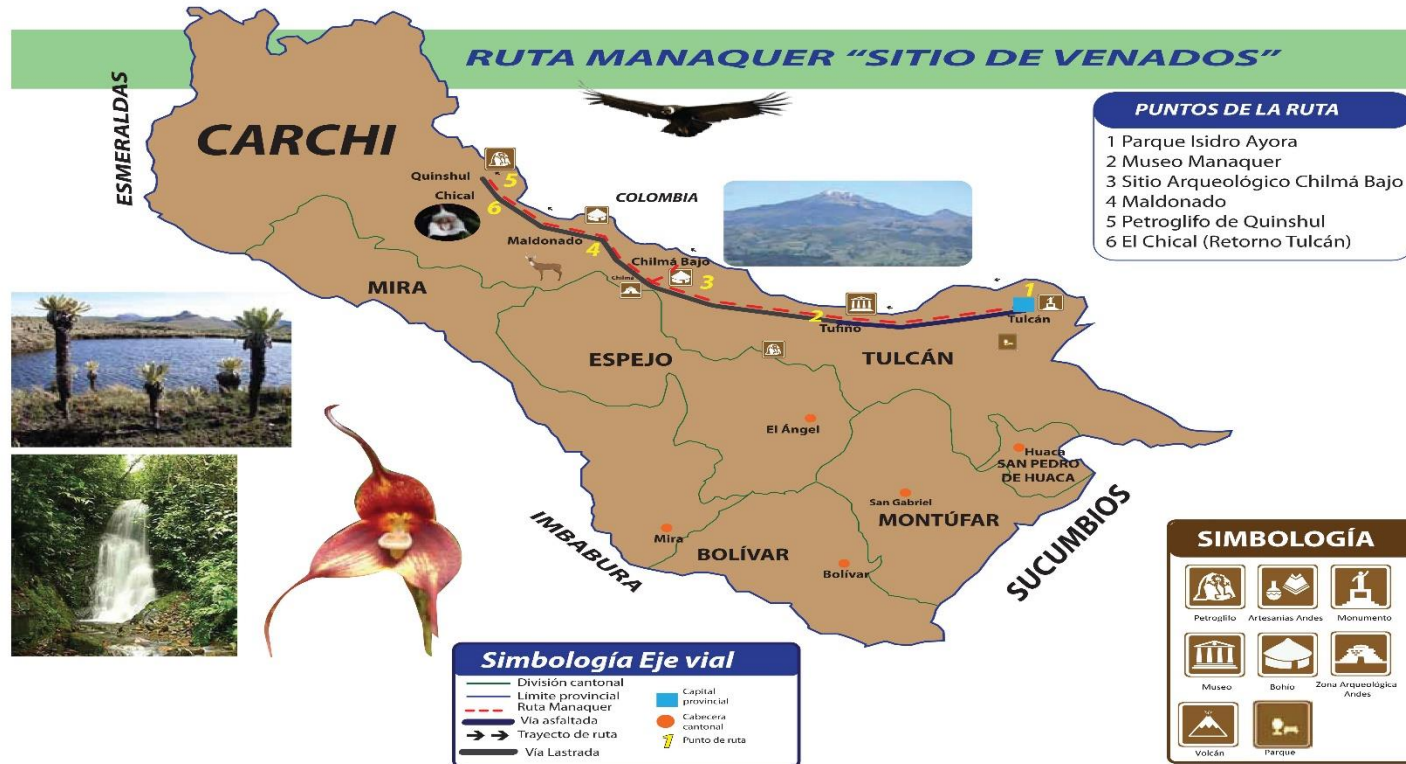 RUTA MANAQUER “SITIO DE VENADOS”
ESMERALDAS
CARCHI
PUNTOS DE LA RUTA
1 Parque Isidro Ayora
2 Museo Manaquer
3 Sitio Arqueológico Chilmá Bajo
4 Maldonado
5 Petroglifo de Quinshul
6 El Chical (Retorno Tulcán)
Quinshul
5
Chical
6
COLOMBIA
Maldonado
4
Chilmá Bajo
Chilmá
3
MIRA
1
Tulcán
2
Tufino
ESPEJO
TULCÁN
El Ángel
Huaca
SAN PEDRO
DE HUACA
San Gabriel
MONTÚFAR
Mira
BOLÍVAR
Bolívar
IMBABURA
SUCUMBIOS
Simbología Eje vial
División cantonal
Límite provincial
Ruta Manaquer
Vía asfaltada
Trayecto de ruta
Vía Lastrada
Capital
provincial
Cabecera
cantonal
1 Punto de ruta
SIMBOLOGÍA
Petroglifo
Artesanías Andes
Monumento
Museo
Bohío
Zona Arqueológica
Andes
Volcán
Parque